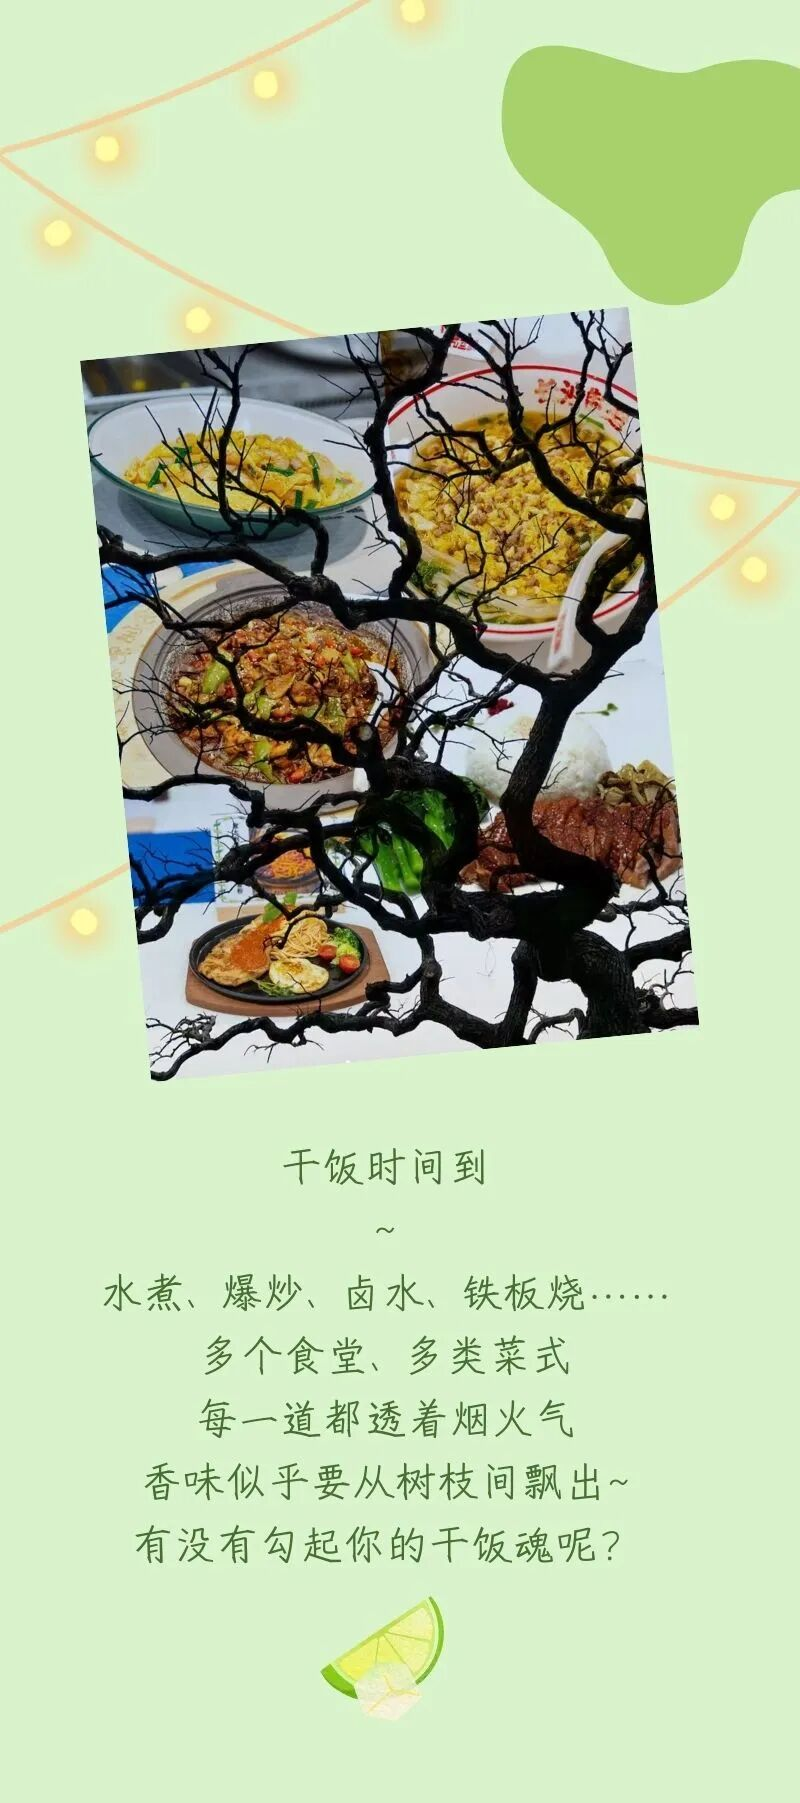 干饭时间到
~
水煮、爆炒、卤水、铁板烧……
多个食堂、多类菜式
每一道都透着烟火气
香味似乎要从树枝间飘出~
有没有勾起你的干饭魂呢？